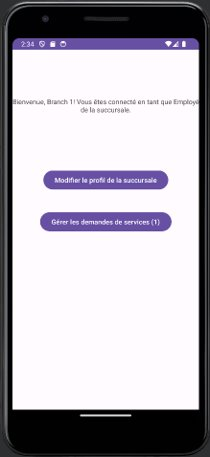 2:34
Bienvenue, Branch 1! Vous êtes connecté en tant que Employé
de la succursale.
Modifier le profil de la succursale
Gérer les demandes de services (1)